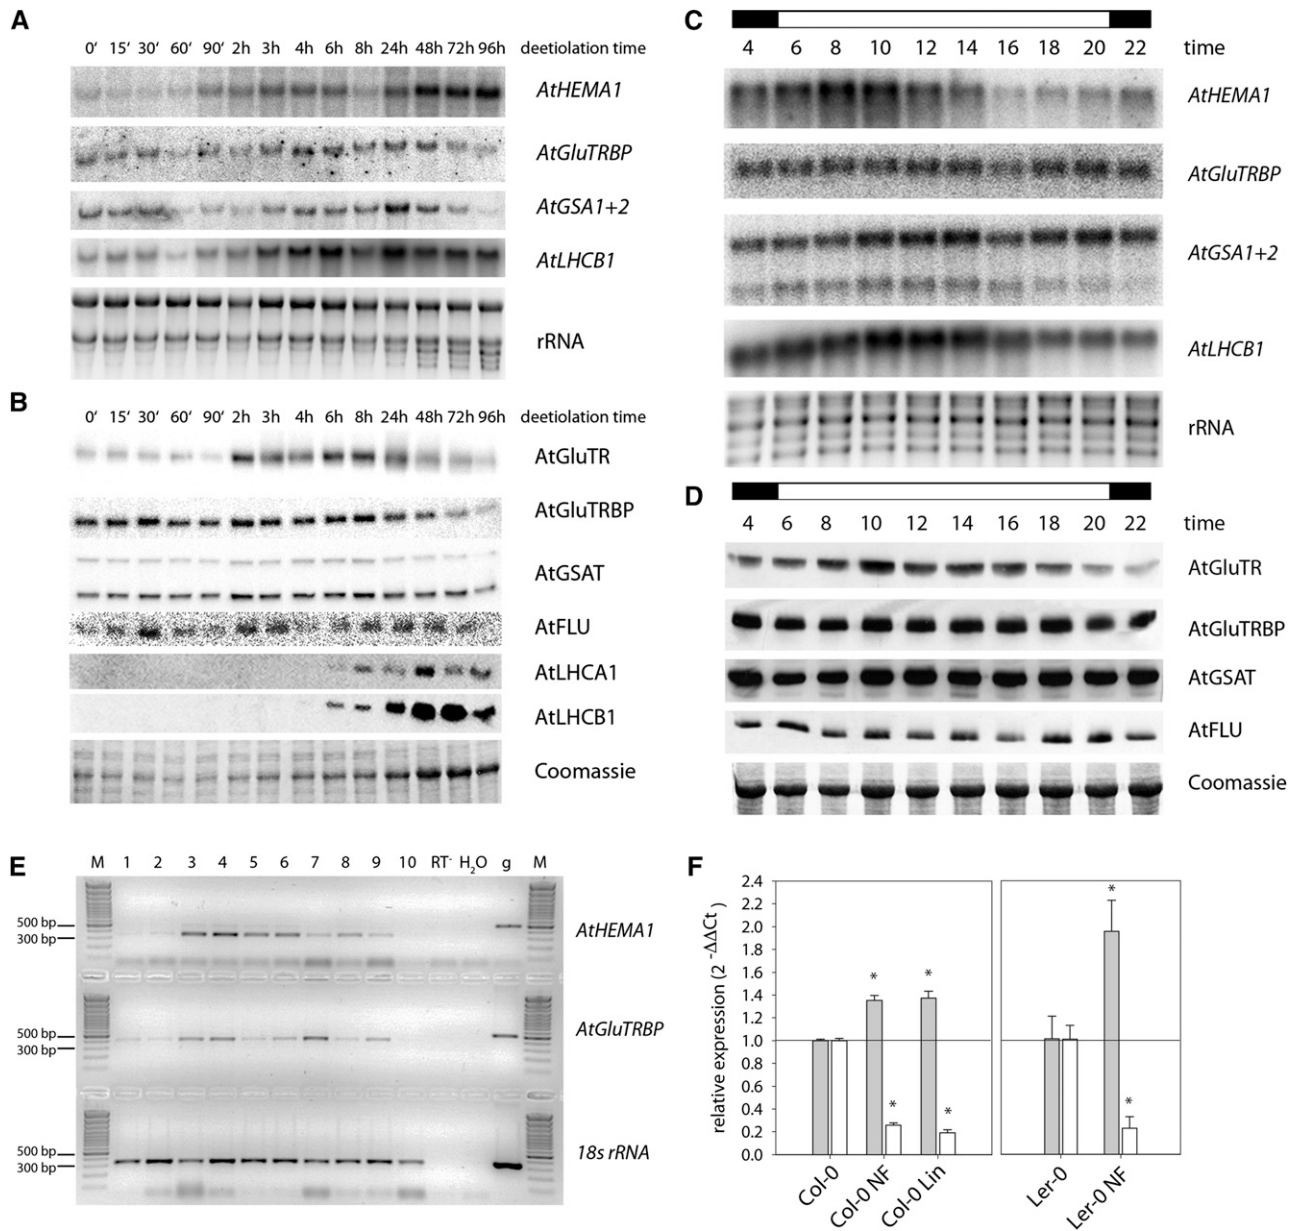 A
0' 15' 30' 60' 90' 2h 3h 4h 6h 8h 24h 48h 72h 96h deetiolation time
AtHEMA1
AtGluTRBP
AtGSA1+2
AtLHCB1
rRNA
B
0' 15' 30' 60' 90' 2h 3h 4h 6h 8h 24h 48h 72h 96h deetiolation time
AtGluTR
AtGluTRBP
AtGSAT
AtFLU
AtLHCA1
AtLHCB1
Coomassie
C
4 6 8 10 12 14 16 18 20 22 time
AtHEMA1
AtGluTRBP
AtGSA1+2
AtLHCB1
rRNA
D
4 6 8 10 12 14 16 18 20 22 time
AtGluTR
AtGluTRBP
AtGSAT
AtFLU
Coomassie
E
M 1 2 3 4 5 6 7 8 9 10 RT⁻ H₂O g M
500 bp
300 bp
AtHEMA1
500 bp
300 bp
AtGluTRBP
500 bp
300 bp
18s rRNA
F
relative expression (2^-ΔΔCt)
2.4
2.2
2.0
1.8
1.6
1.4
1.2
1.0
0.8
0.6
0.4
0.2
0.0
* * * *
* *
Col-0
Col-0 NF
Col-0 Lin
Ler-0
Ler-0 NF